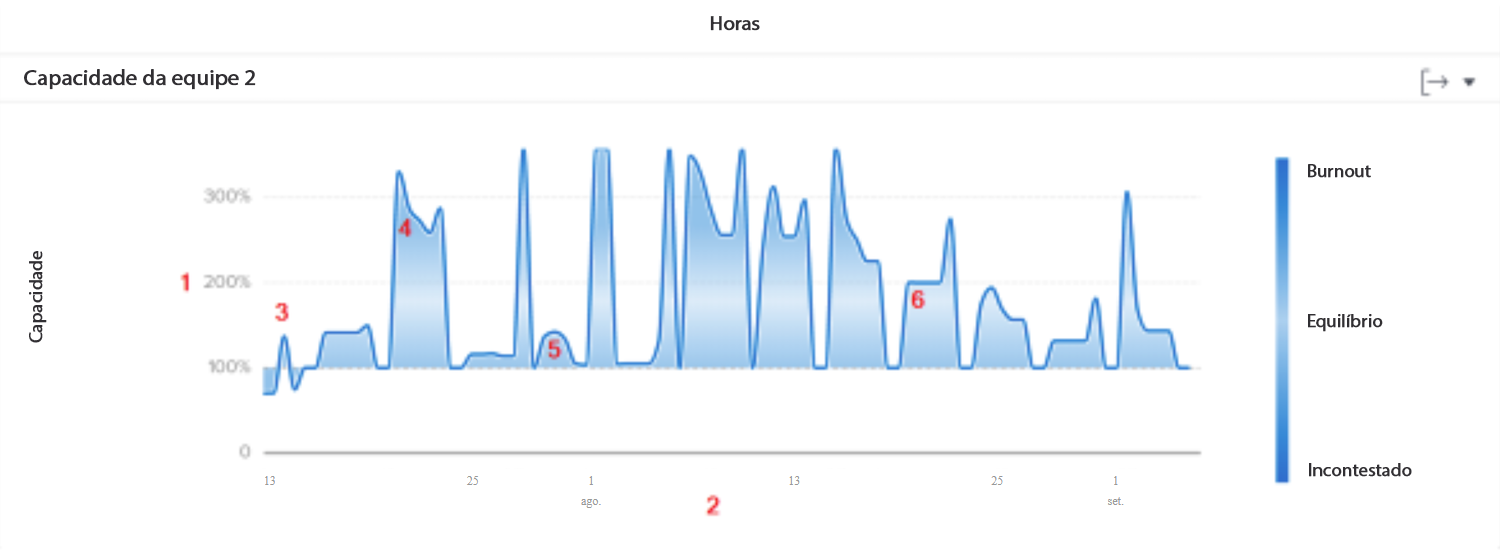 Horas
Capacidade da equipe 2
Capacidade
1
300%
200%
100%
0
3
4
5
6
Burnout
Equilíbrio
Incontestado
13
25
1
ago.
13
25
1
set.
2